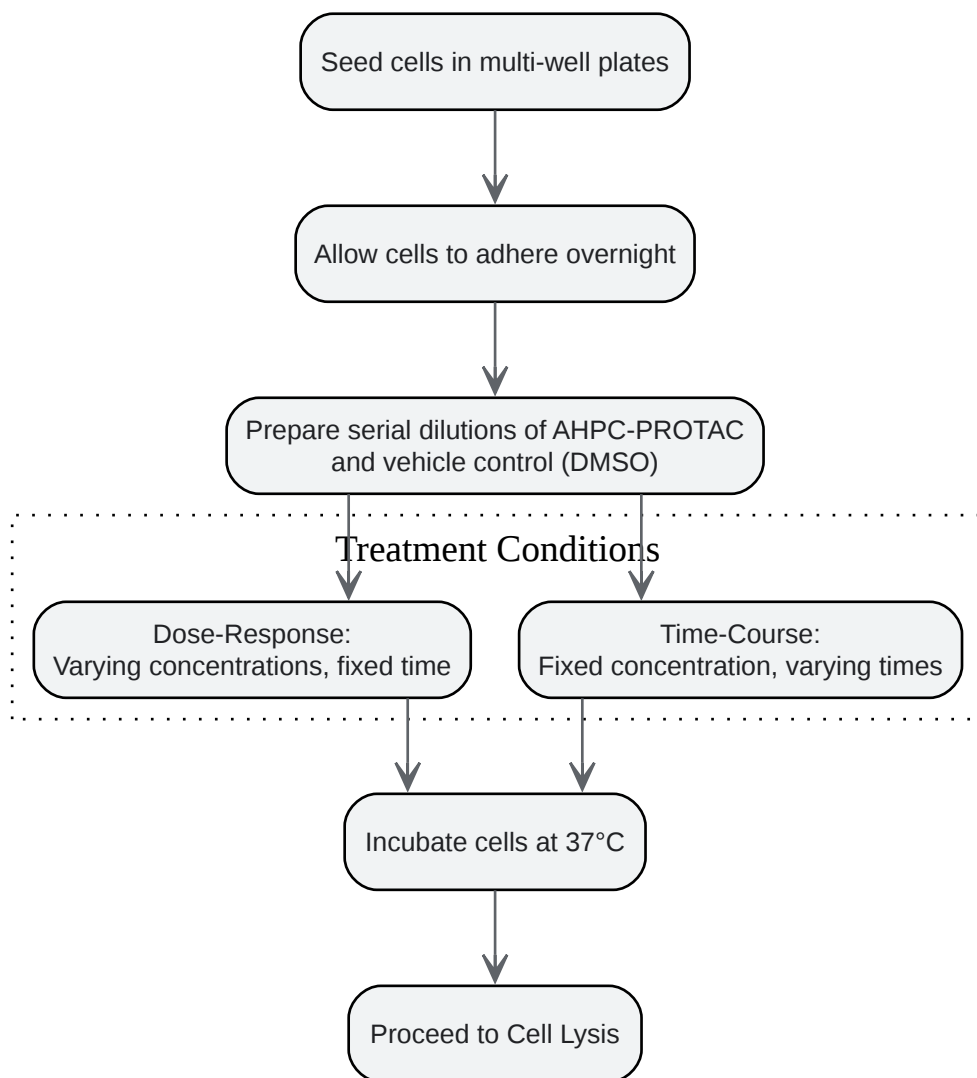 Seed cells in multi-well plates
Allow cells to adhere overnight
Prepare serial dilutions of AHPC-PROTAC
and vehicle control (DMSO)
Treatment Conditions
Dose-Response:
Varying concentrations, fixed time
Time-Course:
Fixed concentration, varying times
Incubate cells at 37°C
Proceed to Cell Lysis